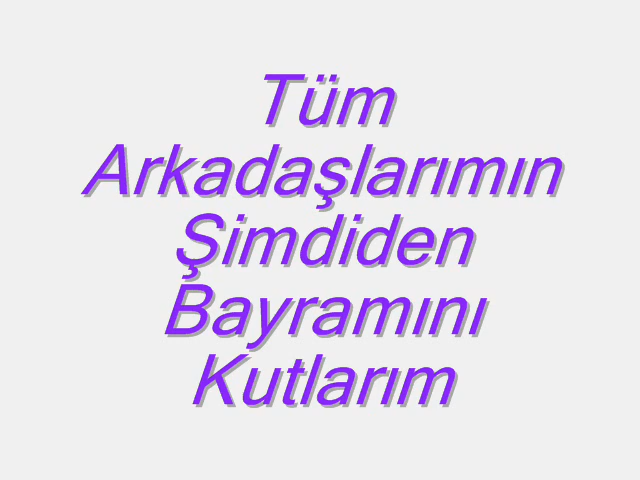 Tüm
Arkadaşlarımın
Şimdiden
Bayramını
Kutlarım